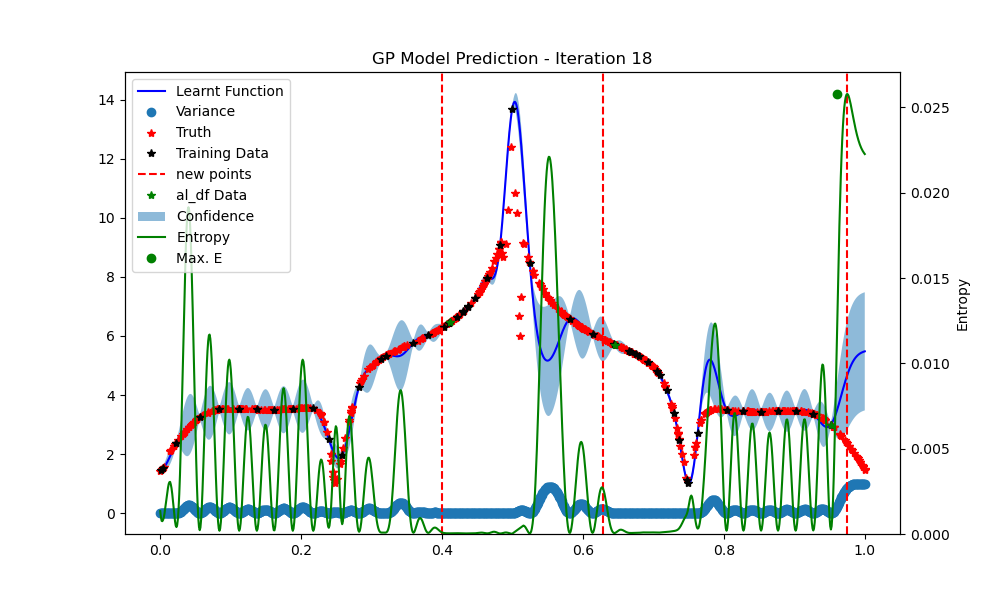 GP Model Prediction - Iteration 18
Learnt Function
Variance
Truth
Training Data
new points
al_df Data
Confidence
Entropy
Max. E
14
12
10
8
6
4
2
0
0.0
0.2
0.4
0.6
0.8
1.0
0.025
0.020
0.015
0.010
0.005
0.000
Entropy